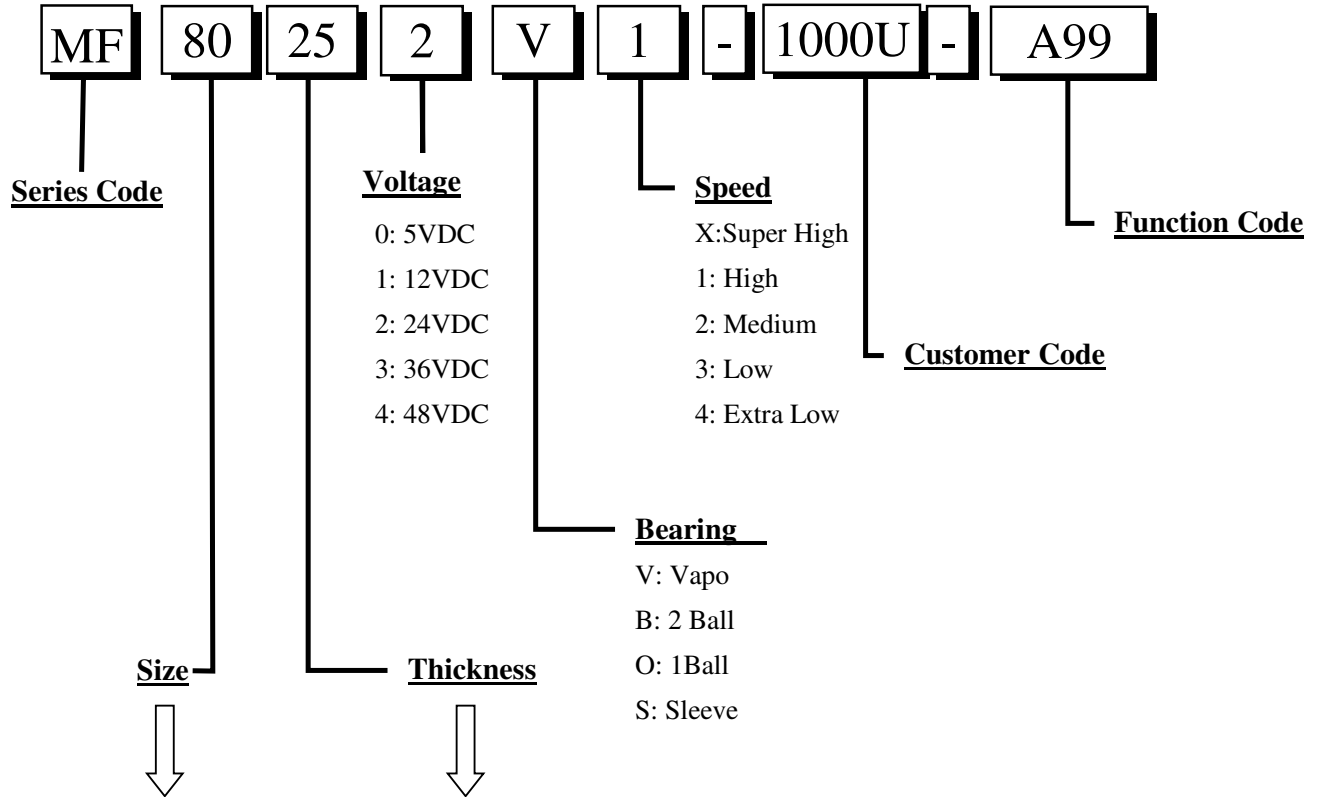 MF 80 25 2 V 1 - 1000U - A99
Series Code
Voltage
0: 5VDC
1: 12VDC
2: 24VDC
3: 36VDC
4: 48VDC
Speed
X:Super High
1: High
2: Medium
3: Low
4: Extra Low
Function Code
Customer Code
Bearing
V: Vapo
B: 2 Ball
O: 1Ball
S: Sleeve
Size
Thickness